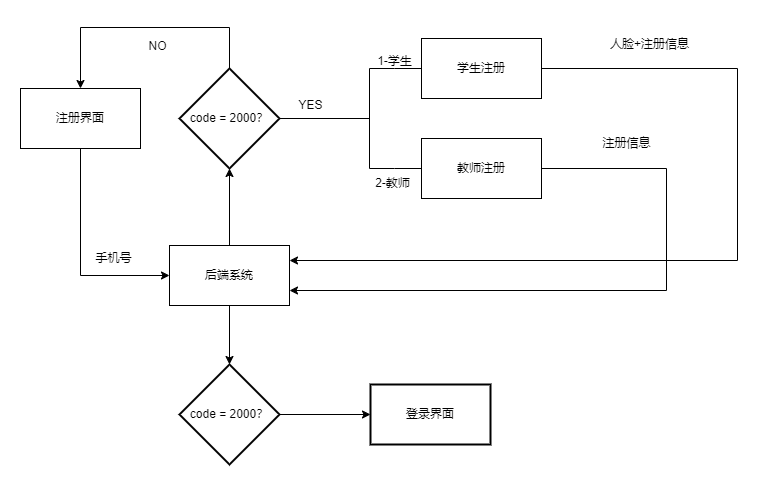 NO
人脸+注册信息
1-学生
学生注册
注册界面
code = 2000?
YES
注册信息
教师注册
2-教师
手机号
后端系统
code = 2000?
登录界面